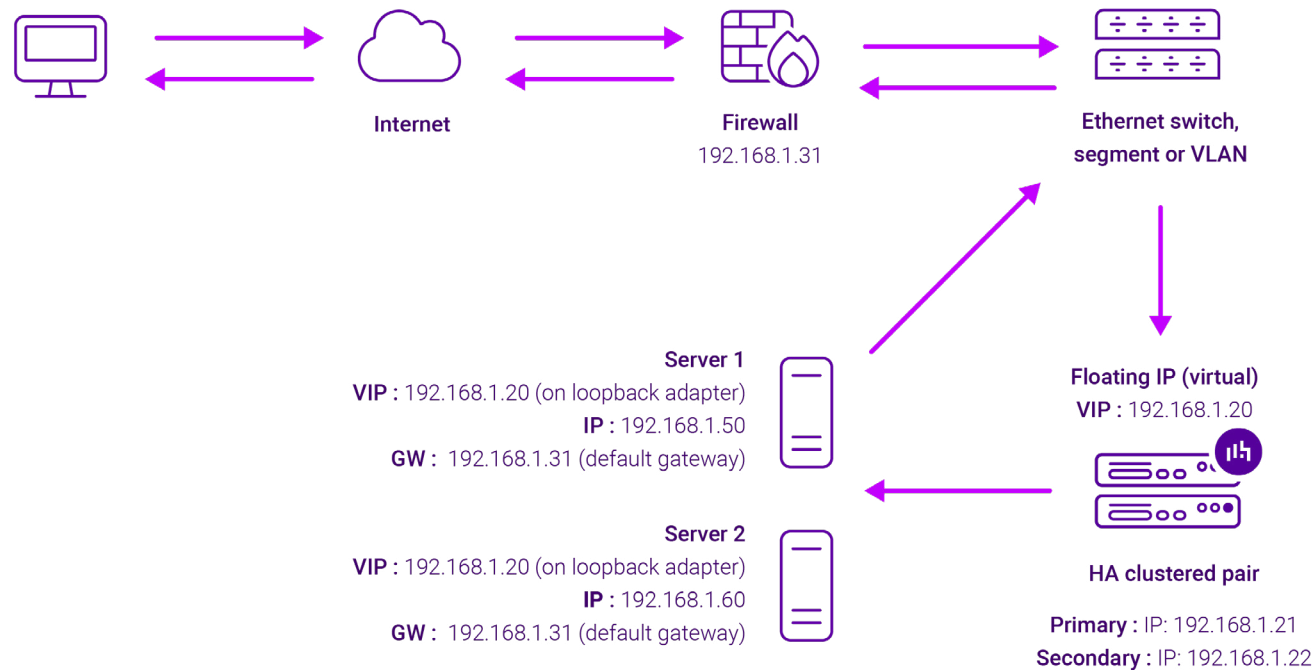 Internet
Firewall
192.168.1.31
Ethernet switch,
segment or VLAN
Server 1
VIP : 192.168.1.20 (on loopback adapter)
IP : 192.168.1.50
GW : 192.168.1.31 (default gateway)
Server 2
VIP : 192.168.1.20 (on loopback adapter)
IP : 192.168.1.60
GW : 192.168.1.31 (default gateway)
Floating IP (virtual)
VIP : 192.168.1.20
HA clustered pair
Primary : IP: 192.168.1.21
Secondary : IP: 192.168.1.22